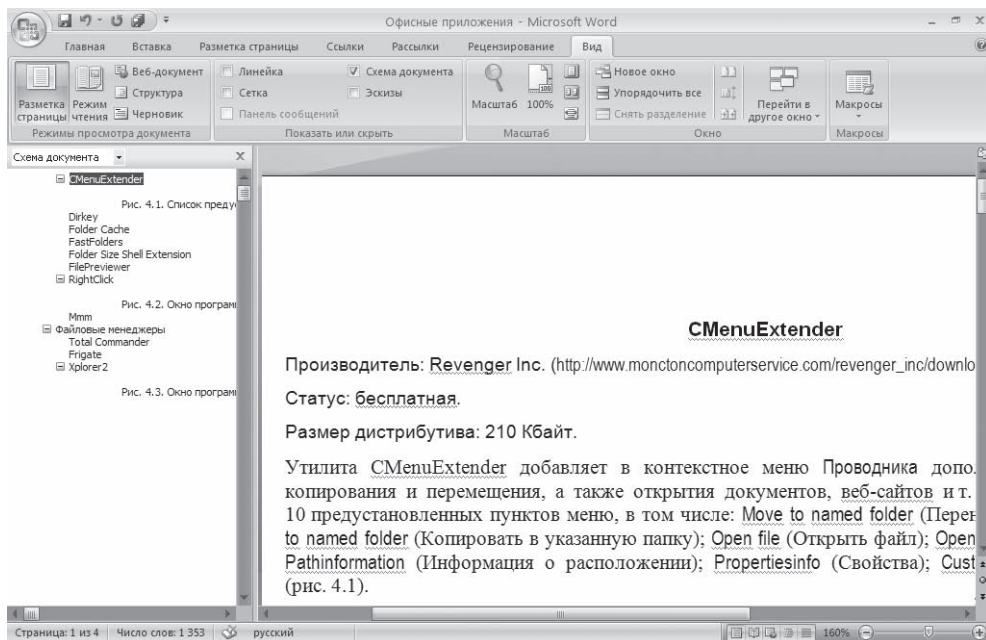 Офисные приложения - Microsoft Word
Главная Вставка Разметка страницы Ссылки Рассылки Рецензирование Вид
Разметка страницы
Режим чтения
Веб-документ
Структура
Черновик
Режимы просмотра документа
Линейка
Сетка
Панель сообщений
Схема документа
Эскизы
Показать или скрыть
Масштаб
100%
Масштаб
Новое окно
Упорядочить все
Снять разделение
Перейти в другое окно
Окно
Макросы
Макросы
Схема документа
CMenuExtender
Рис. 4.1. Список преду
Dirkey
Folder Cache
FastFolders
Folder Size Shell Extension
FilePreviewer
RightClick
Рис. 4.2. Окно програм
Mmm
Файловые менеджеры
Total Commander
Frigate
Xplorer2
Рис. 4.3. Окно програм
CMenuExtender
Производитель: Revenger Inc. (http://www.monctoncomputerservice.com/revenger_inc/downlo
Статус: бесплатная.
Размер дистрибутива: 210 Кбайт.
Утилита CMenuExtender добавляет в контекстное меню Проводника допо
копирования и перемещения, а также открытия документов, веб-сайтов и т.
10 предустановленных пунктов меню, в том числе: Move to named folder (Перен
to named folder (Копировать в указанную папку); Open file (Открыть файл); Open
Pathinformation (Информация о расположении); Propertiesinfo (Свойства); Cust
(рис. 4.1).
Страница: 1 из 4 Число слов: 1 353 русский 160%